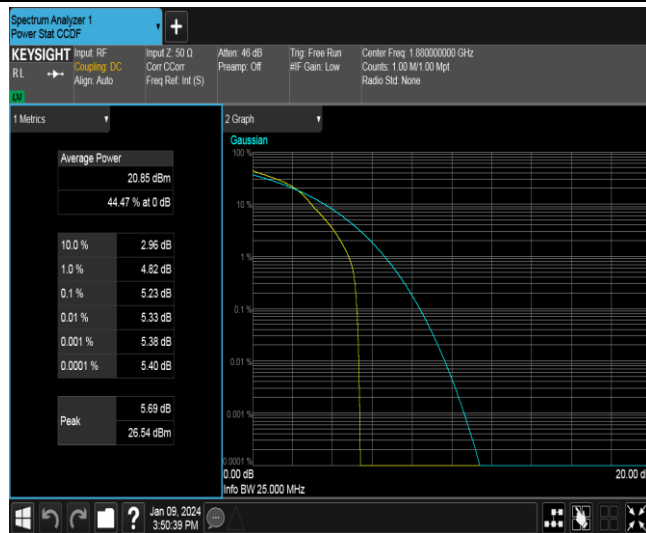 Spectrum Analyzer 1
Power Stat CCDF
+
KEYSIGHT
RL
LXI
Input: RF
Coupling: DC
Align: Auto
Input Z: 50 Ω
Corr CCorr
Freq Ref: Int (S)
Atten: 46 dB
Preamp: Off
Trig: Free Run
#IF Gain: Low
Center Freq: 1.880000000 GHz
Counts: 1.00 M/1.00 Mpt
Radio Std: None
1 Metrics
Average Power
20.85 dBm
44.47 % at 0 dB
10.0 % 2.96 dB
1.0 % 4.82 dB
0.1 % 5.23 dB
0.01 % 5.33 dB
0.001 % 5.38 dB
0.0001 % 5.40 dB
Peak
5.69 dB
26.54 dBm
2 Graph
Gaussian
100 %
10 %
1 %
0.1 %
0.01 %
0.001 %
0.0001 %
0.00 dB
20.00 d
Info BW 25.000 MHz
?
Jan 09, 2024
3:50:39 PM